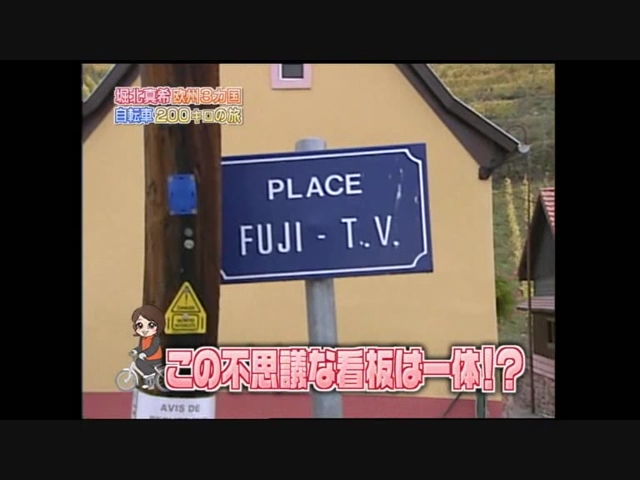 堀北真希 欧州3カ国
自転車 200キロの旅
PLACE
FUJI - T.V.
この不思議な看板は一体!?
AVIS DE